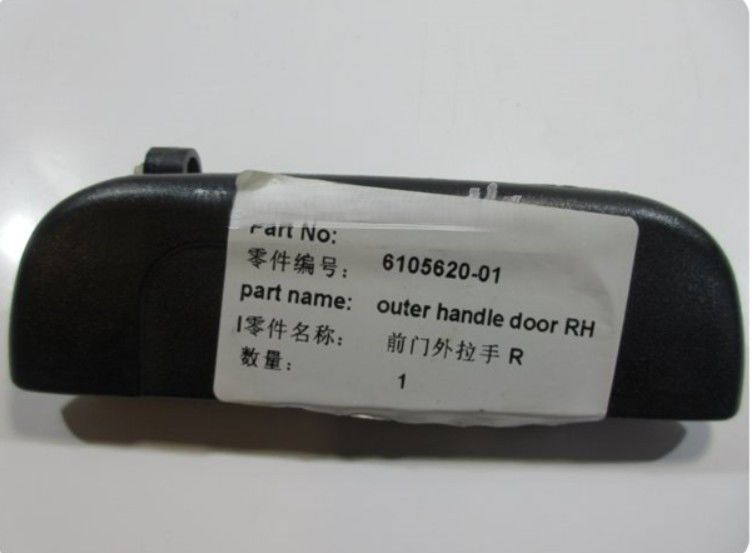 Part No:
零件编号: 6105620-01
part name: outer handle door RH
零件名称: 前门外拉手 R
数量: 1